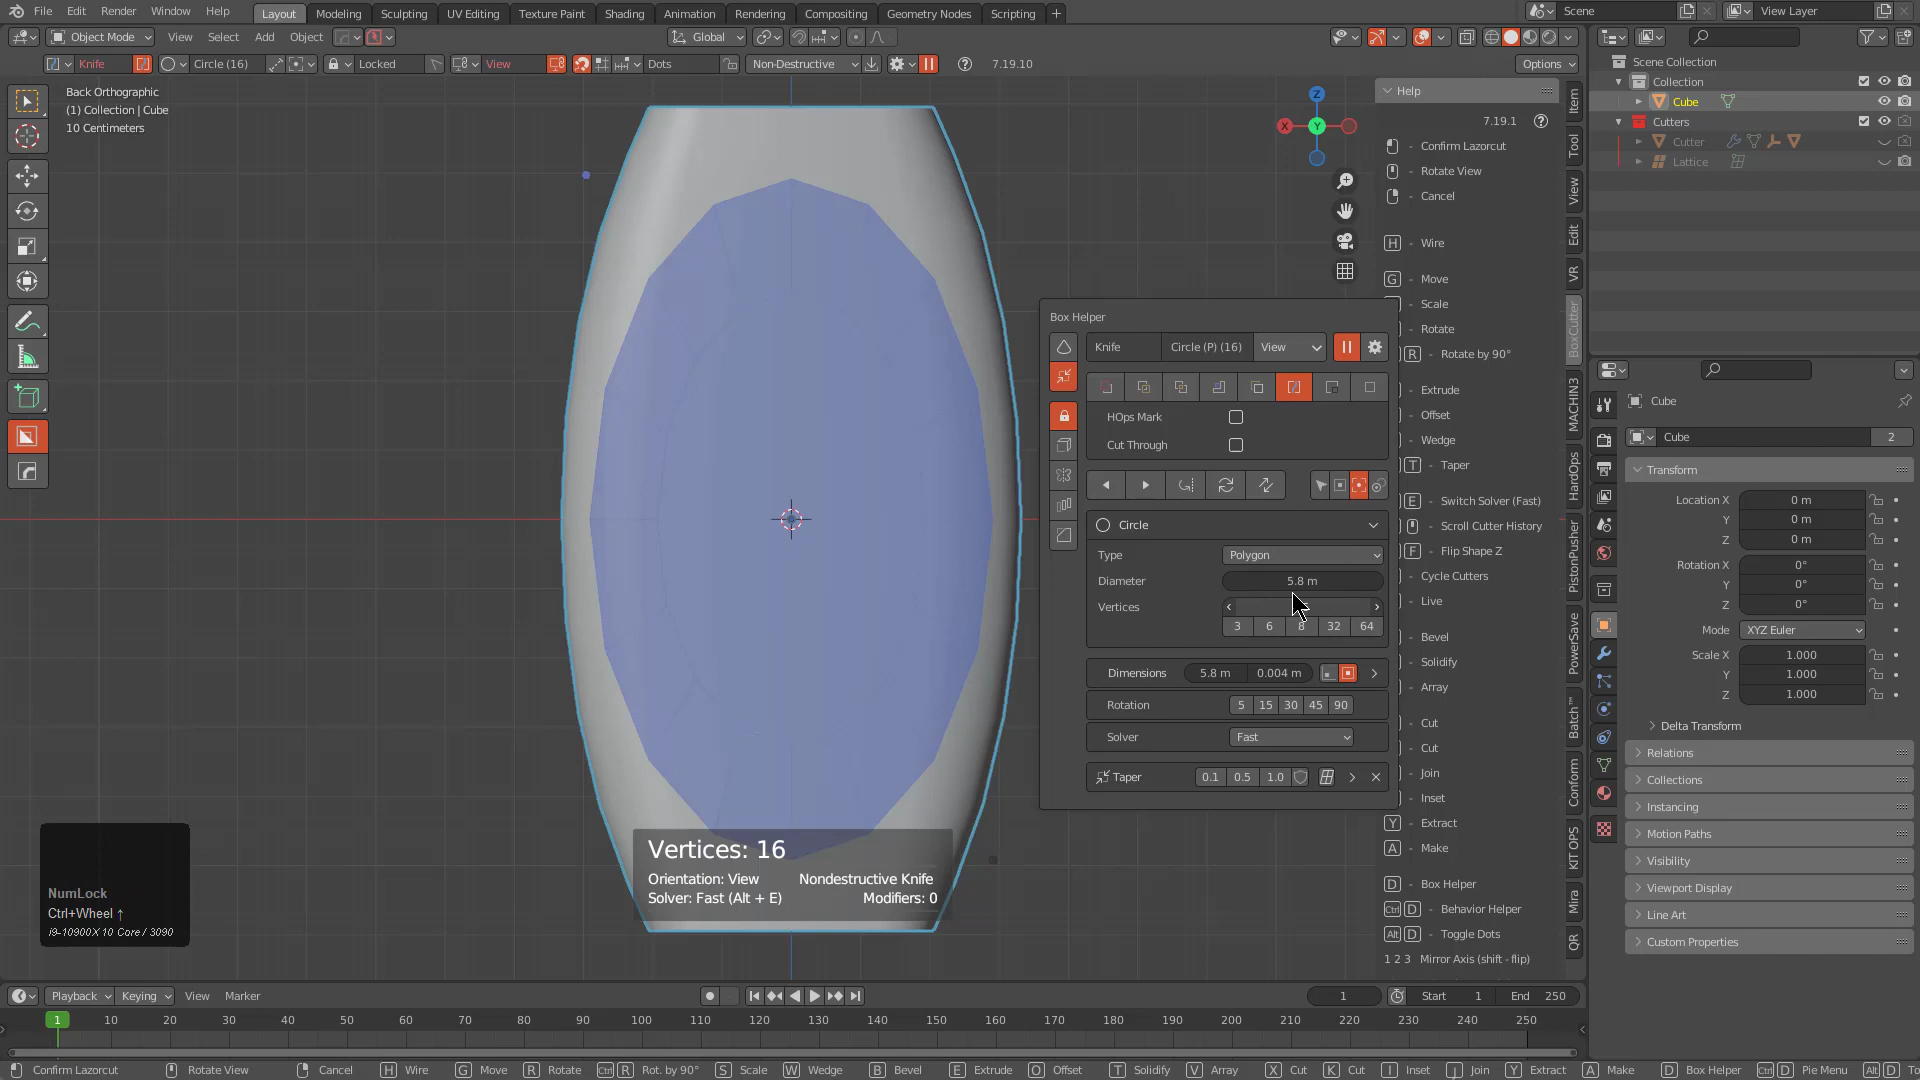 File Edit Render Window Help Layout Modeling Sculpting UV Editing Texture Paint Shading Animation Rendering Compositing Geometry Nodes Scripting + Scene View Layer
Object Mode View Select Add Object Global Options
Knife Circle (16) Locked View Dots Non-Destructive 7.19.10
Back Orthographic
(1) Collection | Cube
10 Centimeters
Z
X
Y
Help
7.19.1
Confirm Lazorcut
Rotate View
Cancel
H - Wire
G - Move
Scale
Rotate
R - Rotate by 90°
Extrude
Offset
Wedge
T - Taper
E - Switch Solver (Fast)
Scroll Cutter History
F - Flip Shape Z
Cycle Cutters
Live
Bevel
Solidify
Array
Cut
Cut
Join
Inset
Y - Extract
A - Make
D - Box Helper
Ctrl D - Behavior Helper
Alt D - Toggle Dots
1 2 3 Mirror Axis (shift - flip)
Item
Tool
View
Edit
VR
BoxCutter
MACHIN3
HardOps
PistonPusher
PowerSave
Batch™
Conform
KIT OPS
Mira
QR
Box Helper
Knife Circle (P) (16) View
HOps Mark
Cut Through
Circle
Type Polygon
Diameter 5.8 m
Vertices
3 6 8 32 64
Dimensions 5.8 m 0.004 m
Rotation 5 15 30 45 90
Solver Fast
Taper 0.1 0.5 1.0
Vertices: 16
Orientation: View Nondestructive Knife
Solver: Fast (Alt + E) Modifiers: 0
NumLock
Ctrl+Wheel ↑
i9-10900X 10 Core / 3090
Scene Collection
Collection
Cube
Cutters
Cutter
Lattice
Cube
Cube 2
Transform
Location X 0 m
Y 0 m
Z 0 m
Rotation X 0°
Y 0°
Z 0°
Mode XYZ Euler
Scale X 1.000
Y 1.000
Z 1.000
Delta Transform
Relations
Collections
Instancing
Motion Paths
Visibility
Viewport Display
Line Art
Custom Properties
Playback Keying View Marker 1 Start 1 End 250
1 10 20 30 40 50 60 70 80 90 100 110 120 130 140 150 160 170 180 190 200 210 220 230 240 250
Confirm Lazorcut Rotate View Cancel H Wire G Move R Rotate Ctrl R Rot. by 90° S Scale W Wedge B Bevel E Extrude O Offset T Solidify V Array X Cut K Cut I Inset J Join Y Extract A Make D Box Helper Ctrl D Pie Menu Alt D To